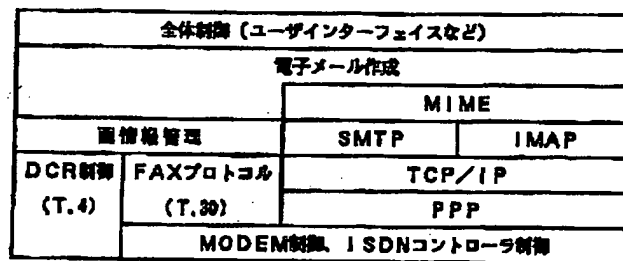 全体制御（ユーザインターフェイスなど）
電子メール作成
MIME
画情報管理
SMTP
IMAP
DCR制御
(T.4)
FAXプロトコル
(T.30)
TCP／IP
PPP
MODEM制御、ISDNコントローラ制御